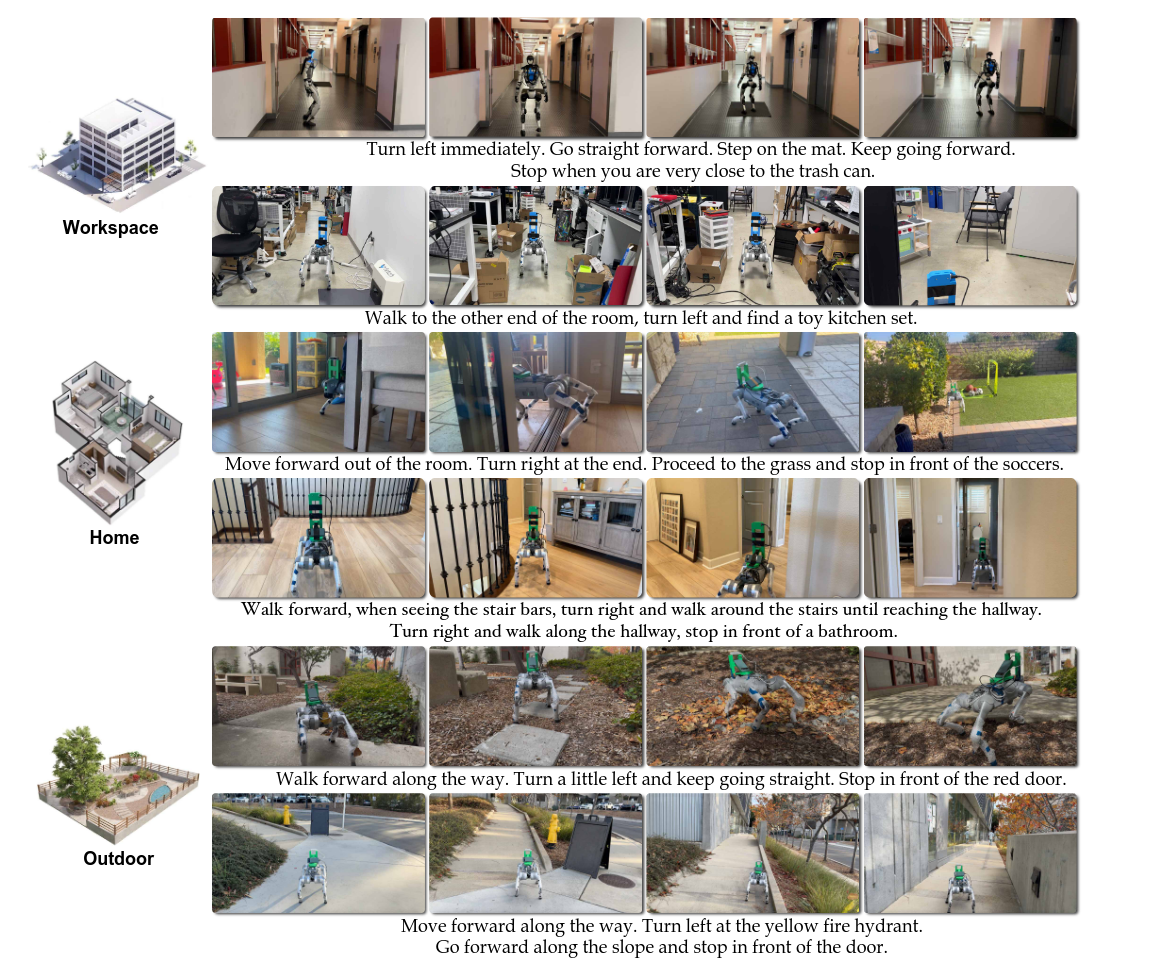 Turn left immediately. Go straight forward. Step on the mat. Keep going forward.
Stop when you are very close to the trash can.
Workspace
Walk to the other end of the room, turn left and find a toy kitchen set.
Move forward out of the room. Turn right at the end. Proceed to the grass and stop in front of the soccers.
Home
Walk forward, when seeing the stair bars, turn right and walk around the stairs until reaching the hallway.
Turn right and walk along the hallway, stop in front of a bathroom.
Walk forward along the way. Turn a little left and keep going straight. Stop in front of the red door.
Outdoor
Move forward along the way. Turn left at the yellow fire hydrant.
Go forward along the slope and stop in front of the door.